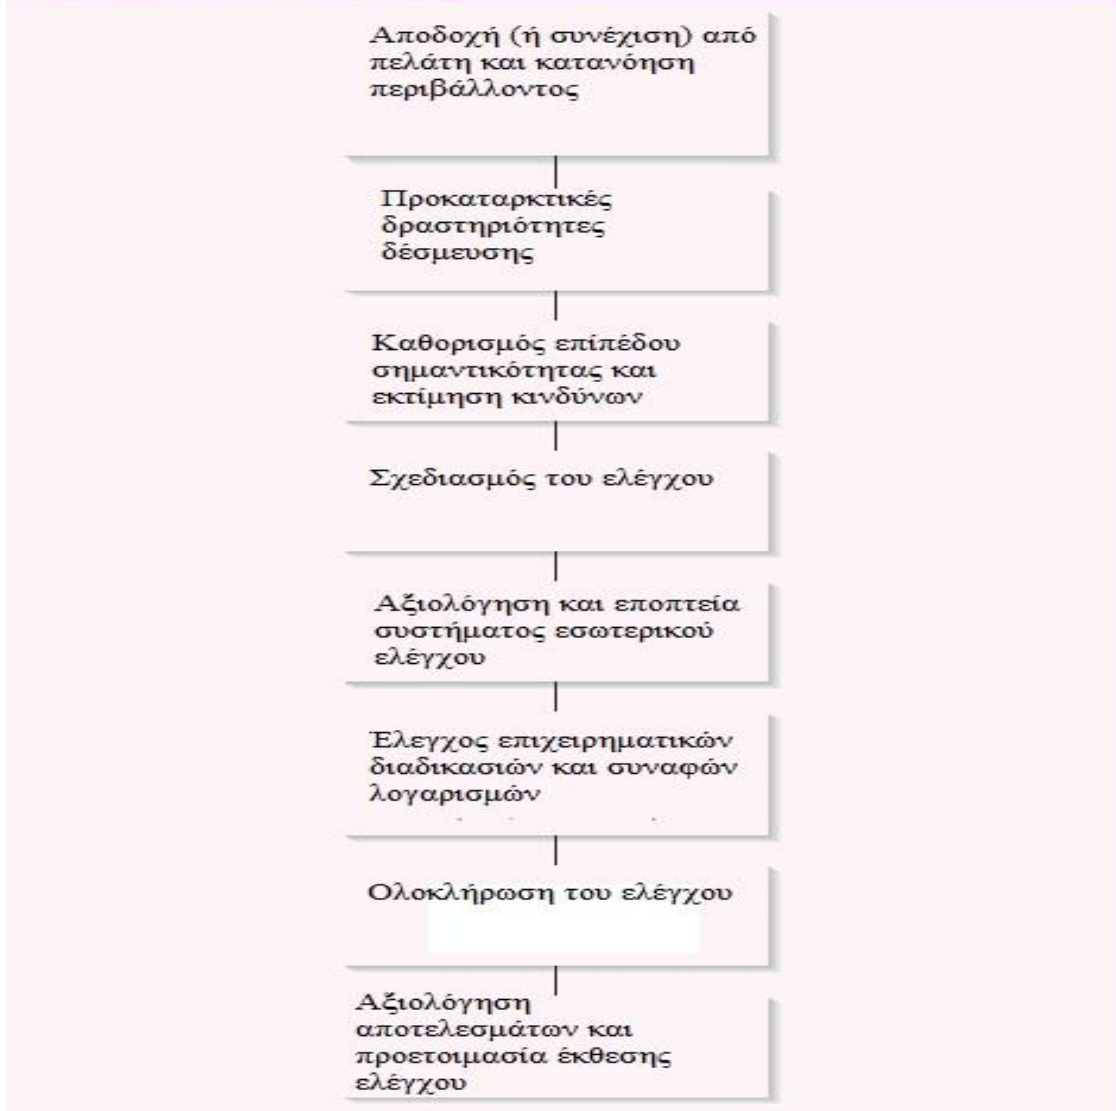 Αποδοχή (ή συνέχιση) από
πελάτη και κατανόηση
περιβάλλοντος
Προκαταρκτικές
δραστηριότητες
δέσμευσης
Καθορισμός επίπέδου
σημαντικότητας και
εκτίμηση κινδύνων
Σχεδιασμός του ελέγχου
Αξιολόγηση και εποπτεία
συστήματος εσωτερικού
ελέγχου
Έλεγχος επιχειρηματικών
διαδικασιών και συναφών
λογαρισμών
Ολοκλήρωση του ελέγχου
Αξιολόγηση
αποτελεσμάτων και
προετοιμασία έκθεσης
ελέγχου